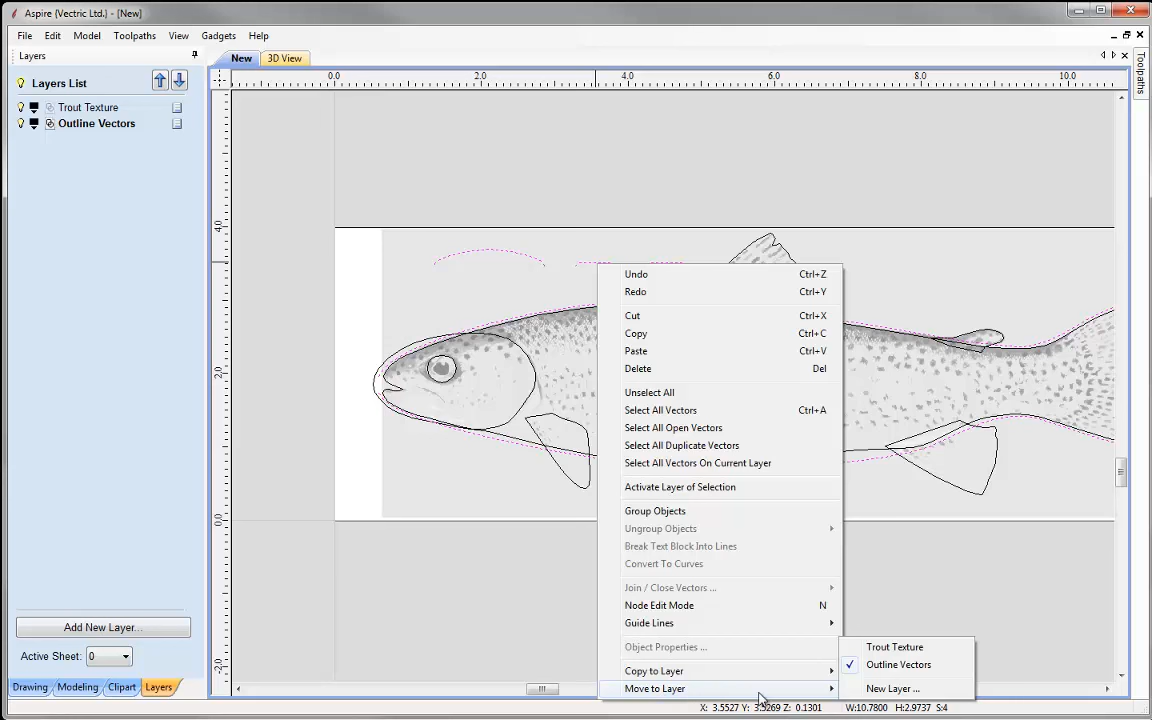 Aspire (Vectric Ltd.) - [New]
File Edit Model Toolpaths View Gadgets Help
Layers
New 3D View
Toolpaths
Layers List
0.0 2.0 4.0 6.0 8.0 10.0
Trout Texture
Outline Vectors
4.0
2.0
0.0
-2.0
Undo Ctrl+Z
Redo Ctrl+Y
Cut Ctrl+X
Copy Ctrl+C
Paste Ctrl+V
Delete Del
Unselect All
Select All Vectors Ctrl+A
Select All Open Vectors
Select All Duplicate Vectors
Select All Vectors On Current Layer
Activate Layer of Selection
Group Objects
Ungroup Objects
Break Text Block Into Lines
Convert To Curves
Join / Close Vectors ...
Node Edit Mode N
Guide Lines
Object Properties ...
Copy to Layer
Move to Layer
Trout Texture
Outline Vectors
New Layer ...
Add New Layer...
Active Sheet: 0
Drawing Modeling Clipart Layers
X: 3.5527 Y: 3.5269 Z: 0.1301 W:10.7800 H:2.9737 S:4